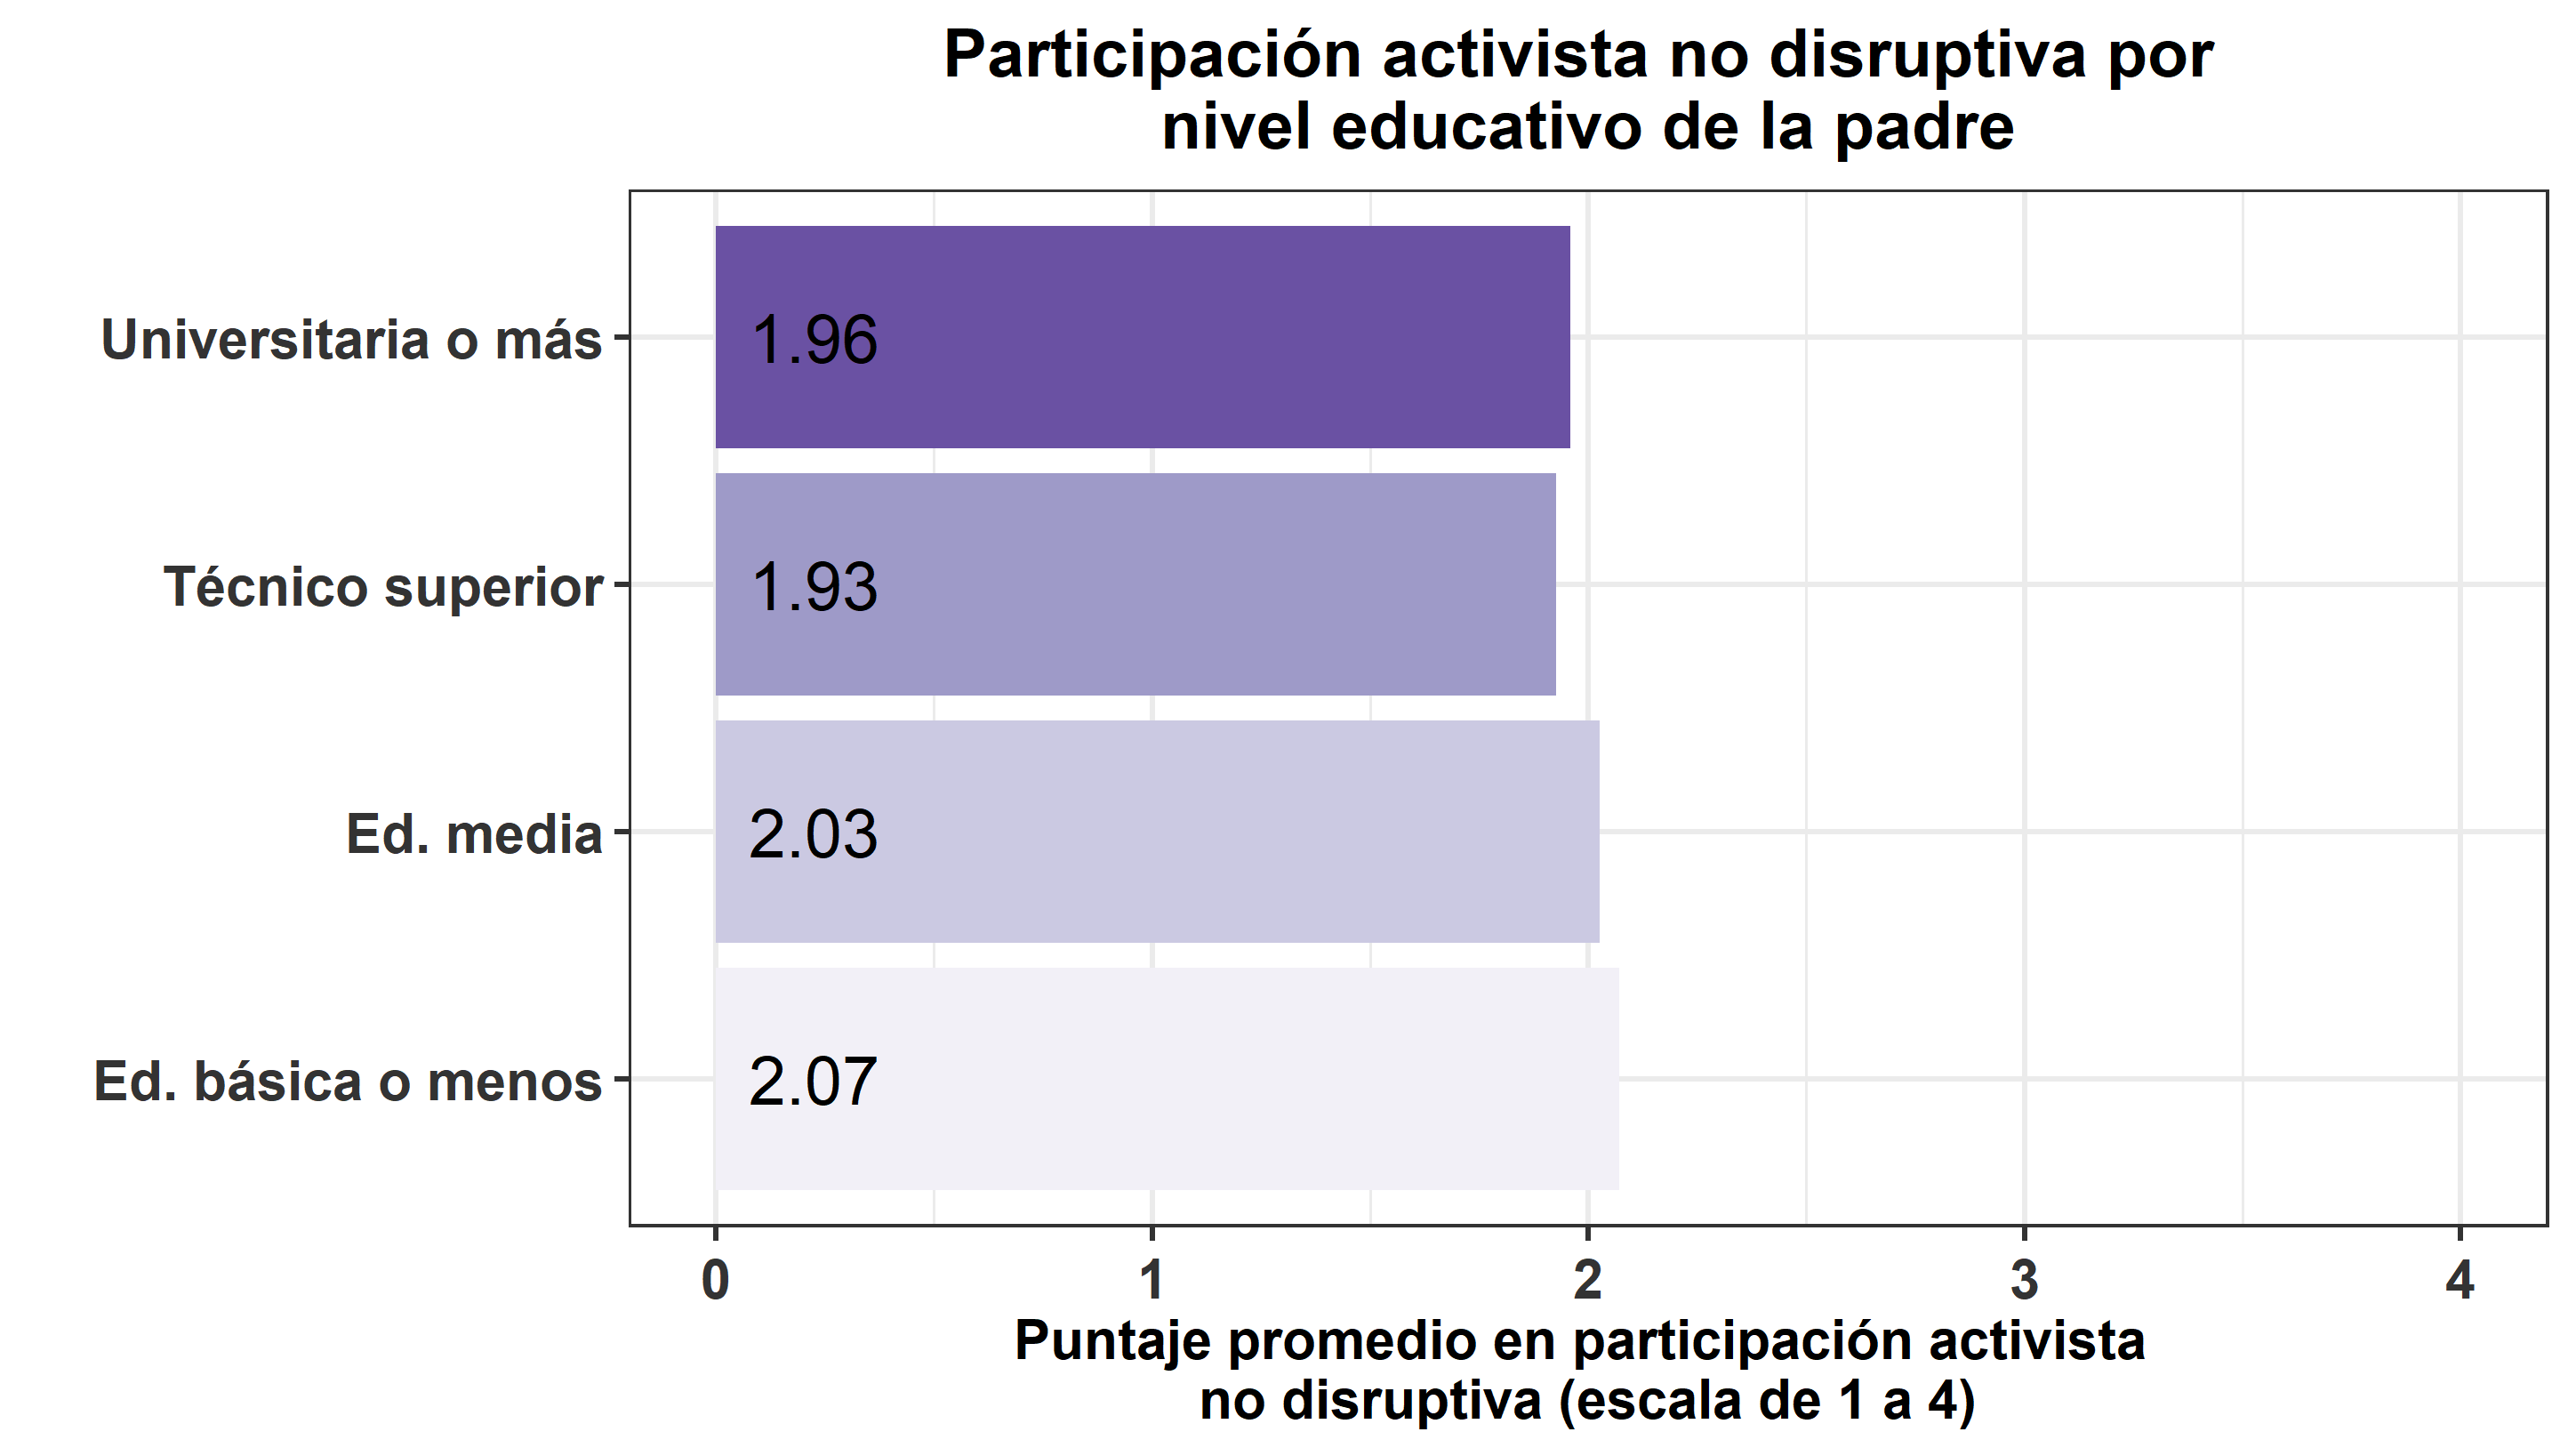 Participación activista no disruptiva por
nivel educativo de la padre
Universitaria o más
1.96
Técnico superior
1.93
Ed. media
2.03
Ed. básica o menos
2.07
0 1 2 3 4
Puntaje promedio en participación activista
no disruptiva (escala de 1 a 4)